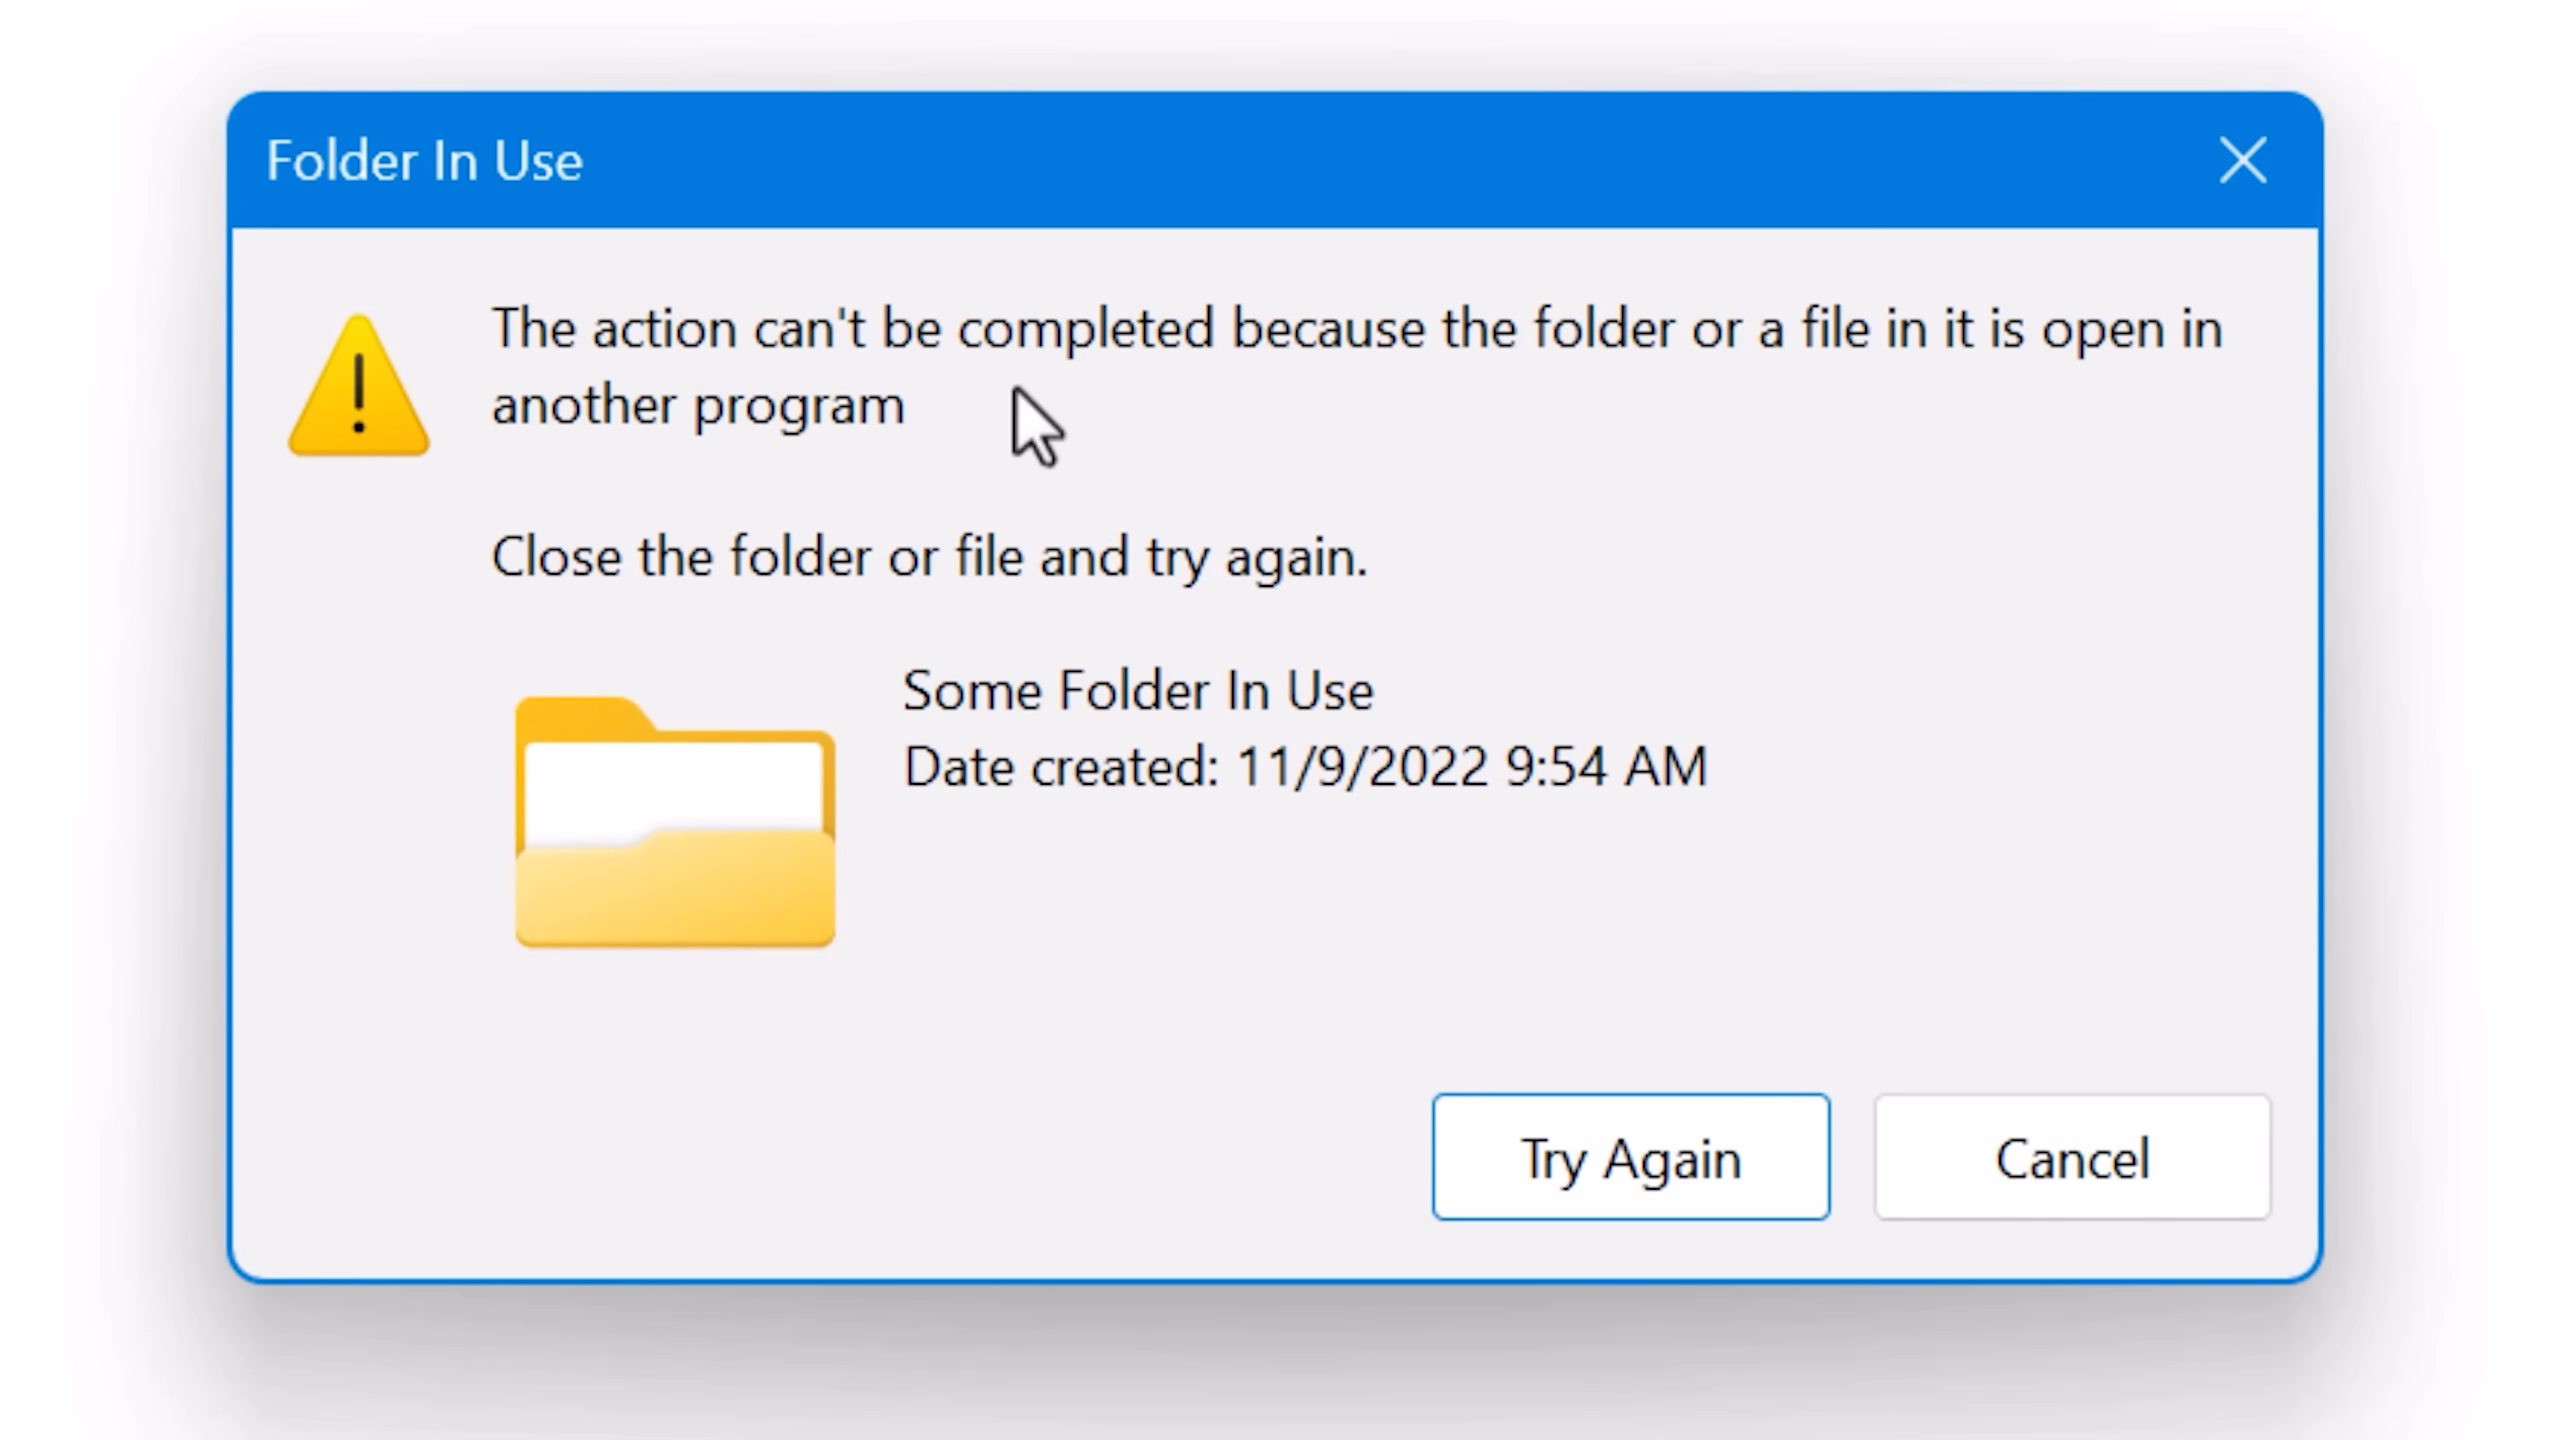 Folder In Use
The action can't be completed because the folder or a file in it is open in
another program
Close the folder or file and try again.
Some Folder In Use
Date created: 11/9/2022 9:54 AM
Try Again
Cancel